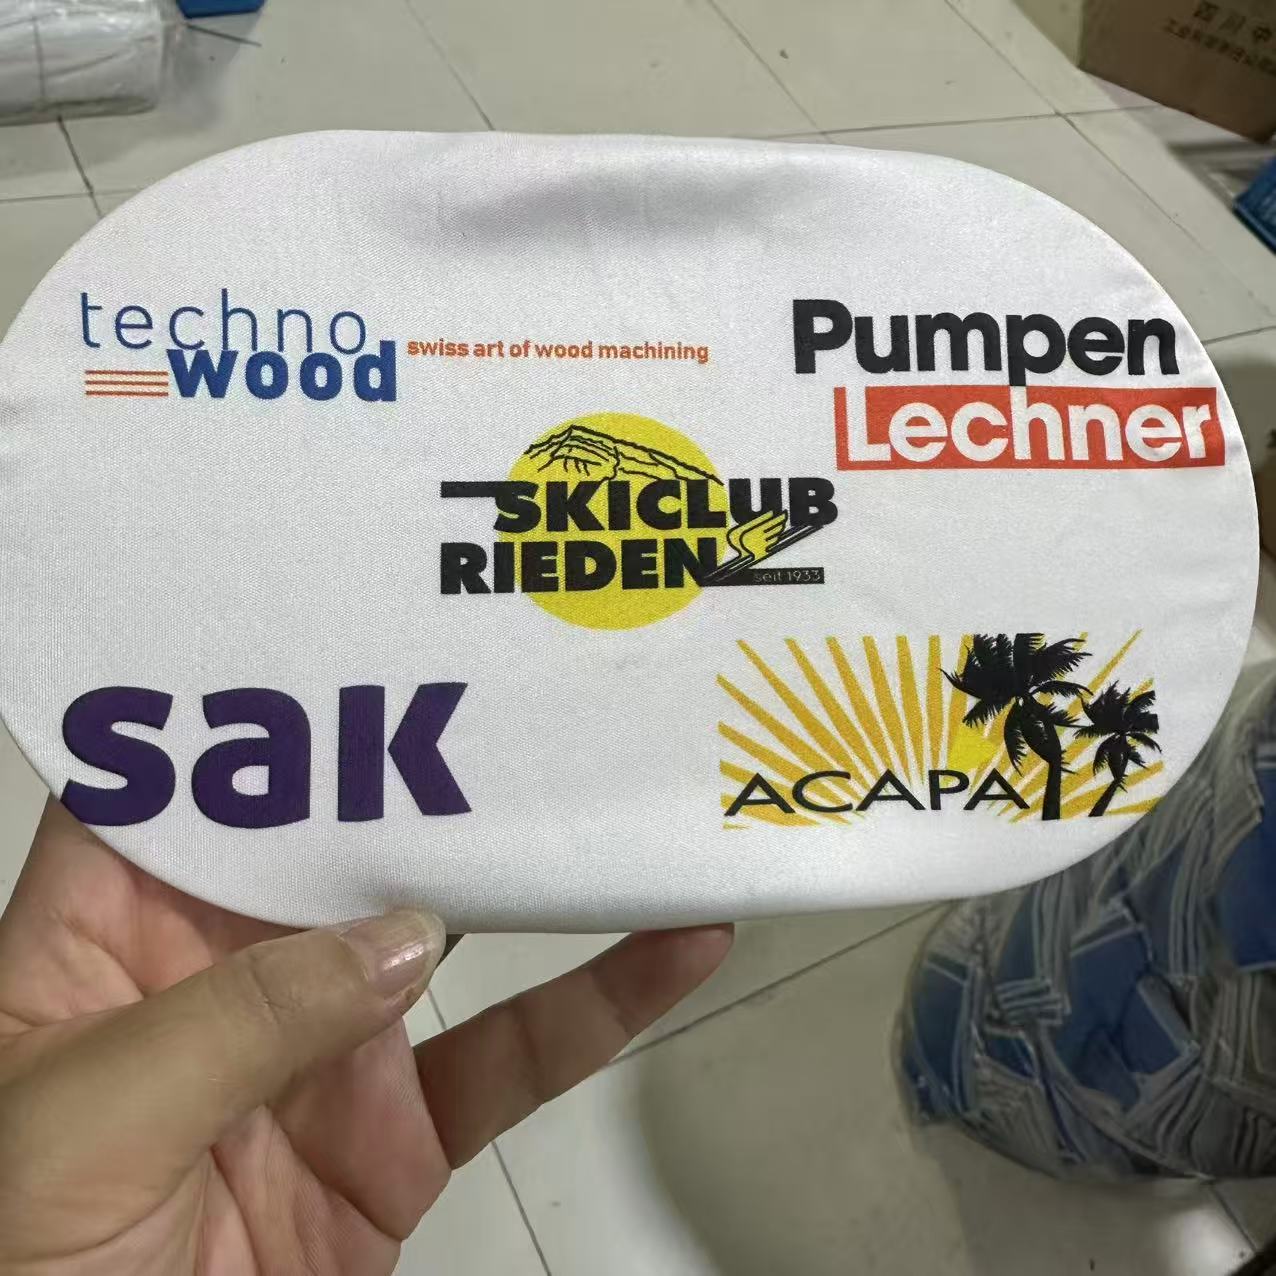 techno
wood
swiss art of wood machining
Pumpen
Lechner
SKICLUB
RIEDEN
seit 1933
sak
ACAPA